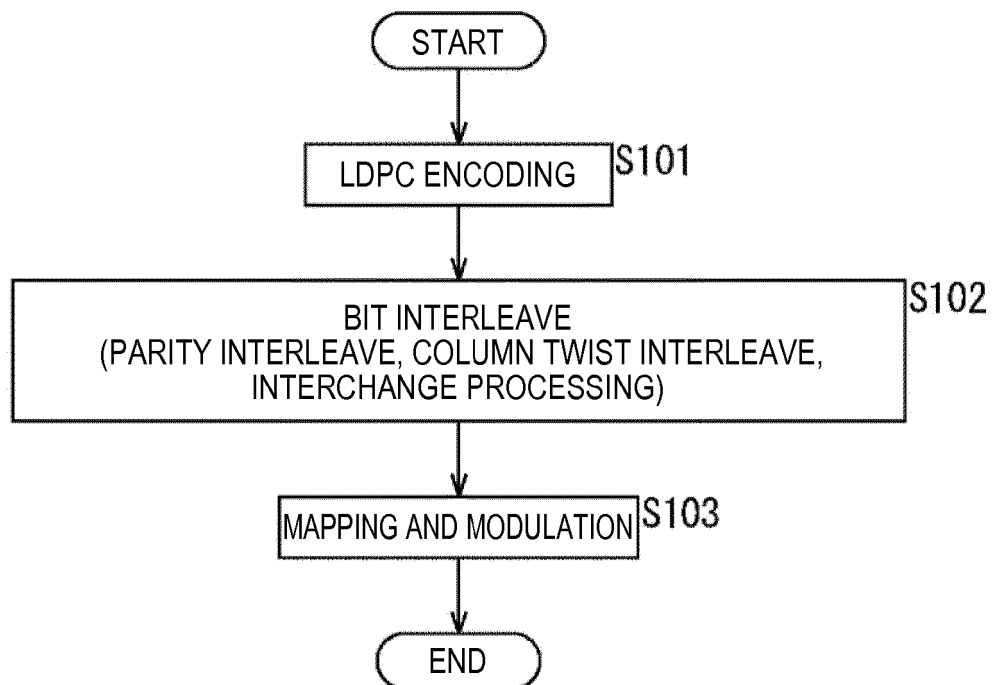 START
LDPC ENCODING
S101
BIT INTERLEAVE
(PARITY INTERLEAVE, COLUMN TWIST INTERLEAVE,
INTERCHANGE PROCESSING)
S102
MAPPING AND MODULATION
S103
END